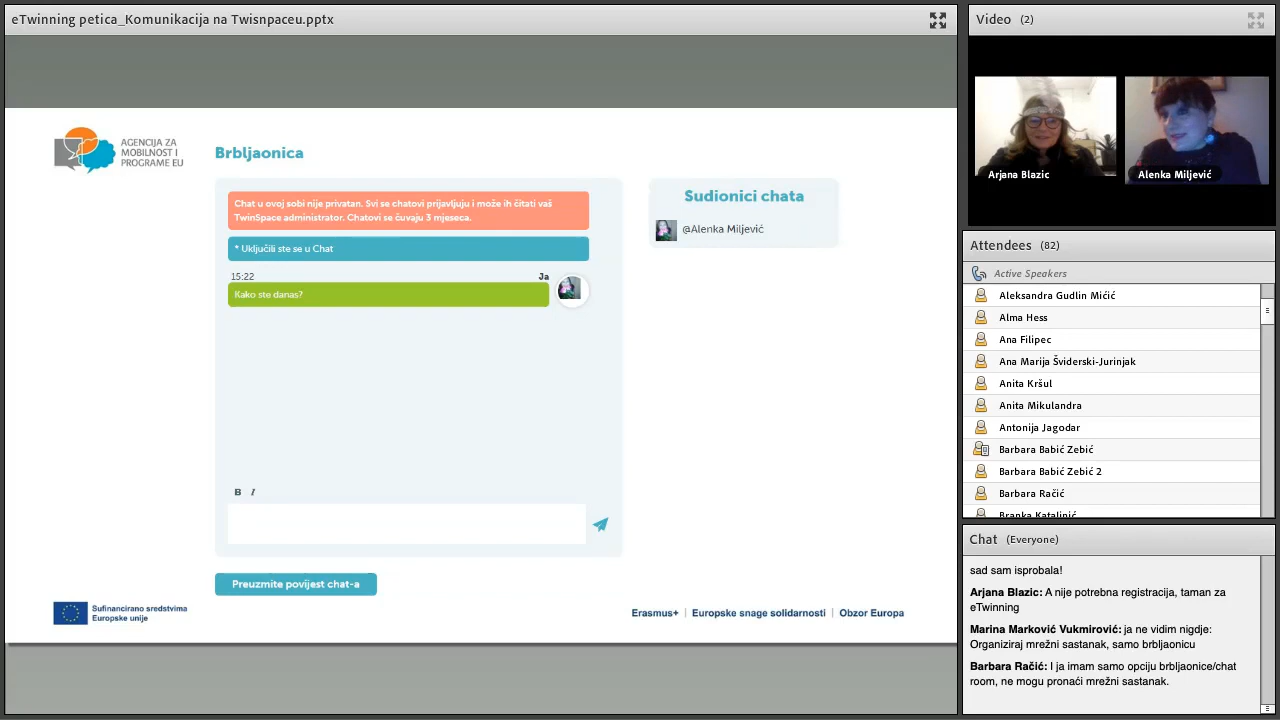 eTwinning petica_Komunikacija na Twisnpaceu.pptx
AGENCIJA ZA
MOBILNOST I
PROGRAME EU
Brbljaonica
Chat u ovoj sobi nije privatan. Svi se chatovi prijavljuju i može ih čitati vaš
TwinSpace administrator. Chatovi se čuvaju 3 mjeseca.
* Uključili ste se u Chat
15:22 Ja
Kako ste danas?
B I
Preuzmite povijest chat-a
Sudionici chata
@Alenka Miljević
Sufinancirano sredstvima
Europske unije
Erasmus+ | Europske snage solidarnosti | Obzor Europa
Video (2)
Arjana Blazic
Alenka Miljević
Attendees (82)
Active Speakers
Aleksandra Gudlin Mićić
Alma Hess
Ana Filipec
Ana Marija Šviderski-Jurinjak
Anita Kršul
Anita Mikulandra
Antonija Jagodar
Barbara Babić Zebić
Barbara Babić Zebić 2
Barbara Račić
Branka Katalinić
Chat (Everyone)
sad sam isprobala!
Arjana Blazic: A nije potrebna registracija, taman za
eTwinning
Marina Marković Vukmirović: ja ne vidim nigdje:
Organiziraj mrežni sastanak, samo brbljaonicu
Barbara Račić: I ja imam samo opciju brbljaonice/chat
room, ne mogu pronaći mrežni sastanak.